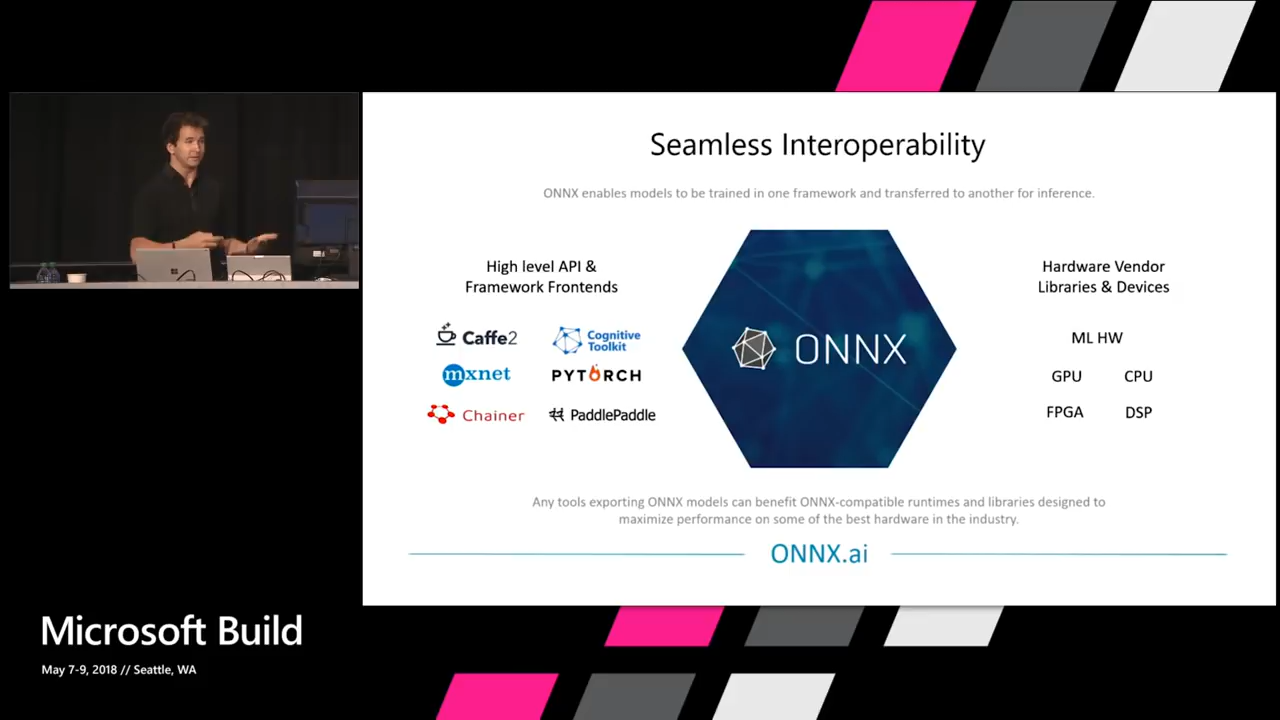 Seamless Interoperability
ONNX enables models to be trained in one framework and transferred to another for inference.
High level API &
Framework Frontends
Caffe2
Cognitive
Toolkit
mxnet
PYTORCH
Chainer
PaddlePaddle
ONNX
Hardware Vendor
Libraries & Devices
ML HW
GPU CPU
FPGA DSP
Any tools exporting ONNX models can benefit ONNX-compatible runtimes and libraries designed to
maximize performance on some of the best hardware in the industry.
ONNX.ai
Microsoft Build
May 7-9, 2018 // Seattle, WA